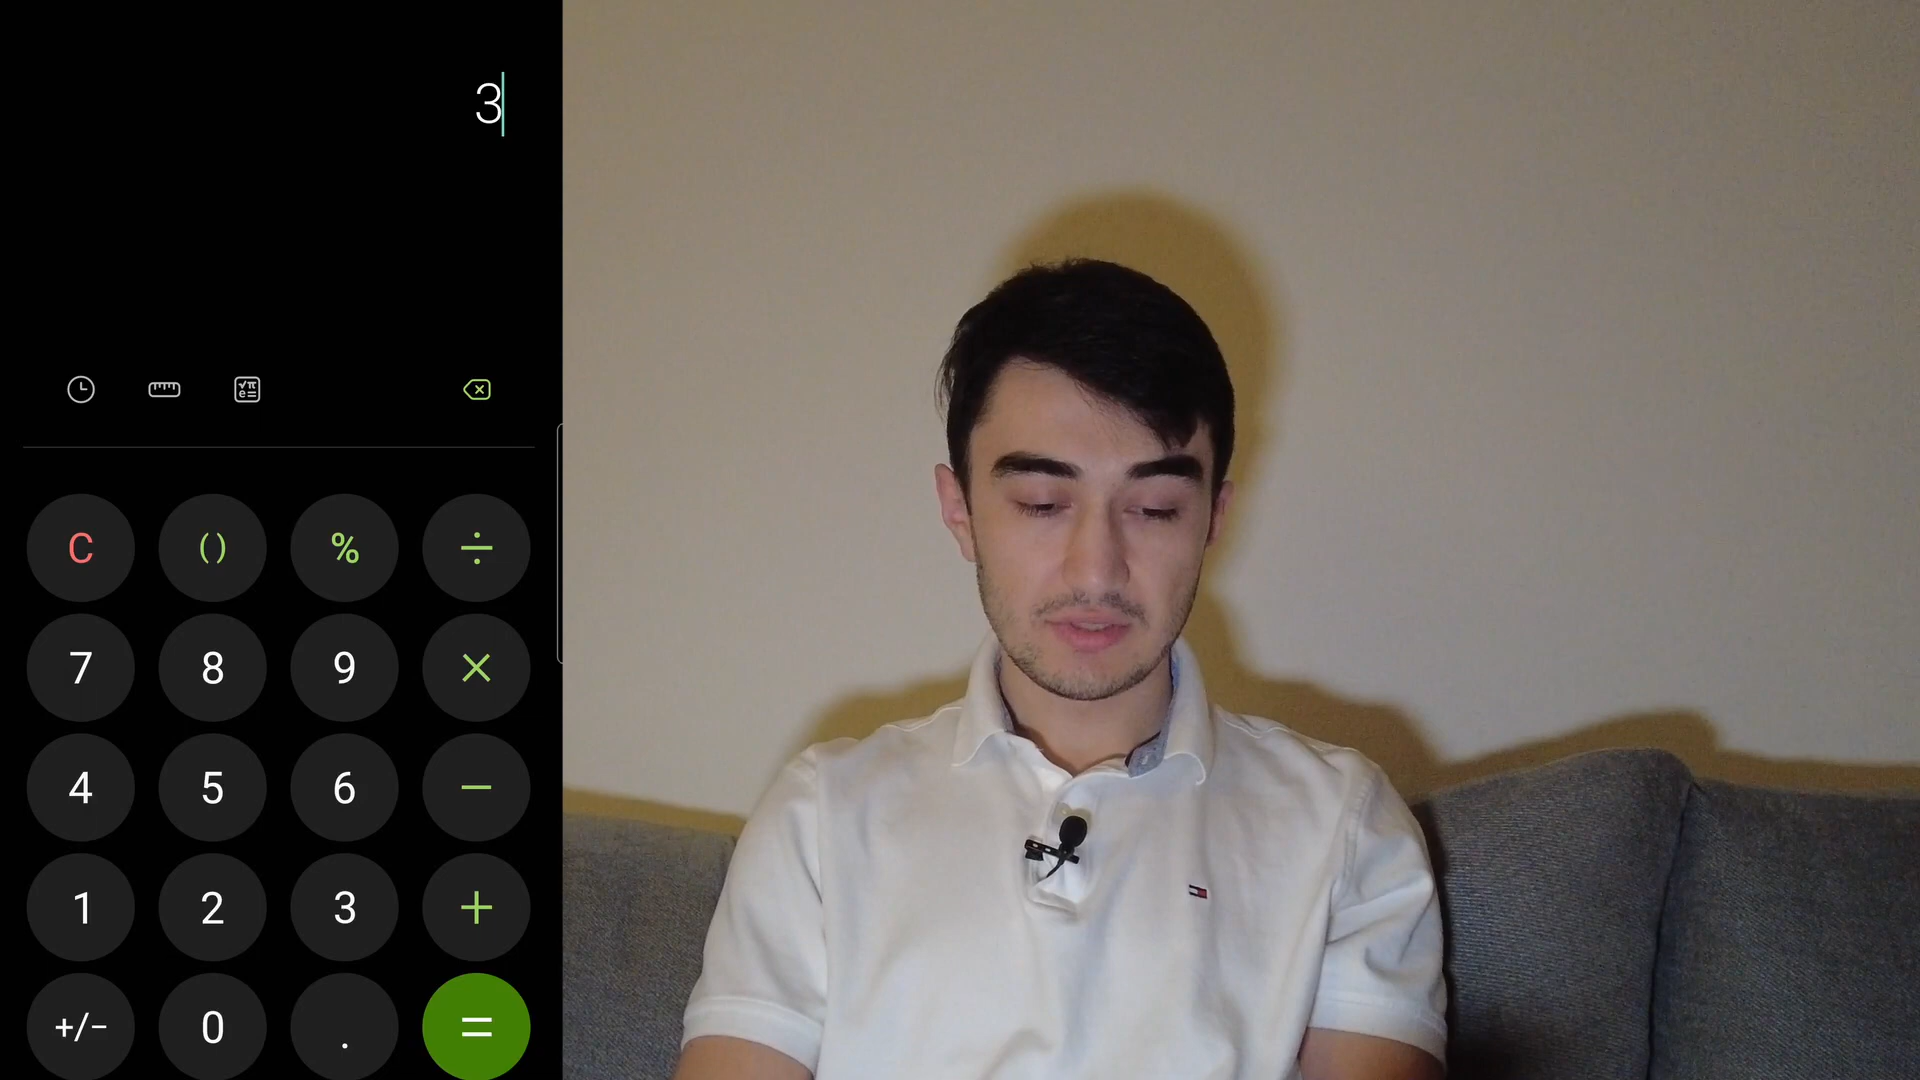 3
C ( ) % ÷
7 8 9 ×
4 5 6 −
1 2 3 +
+/− 0 . =